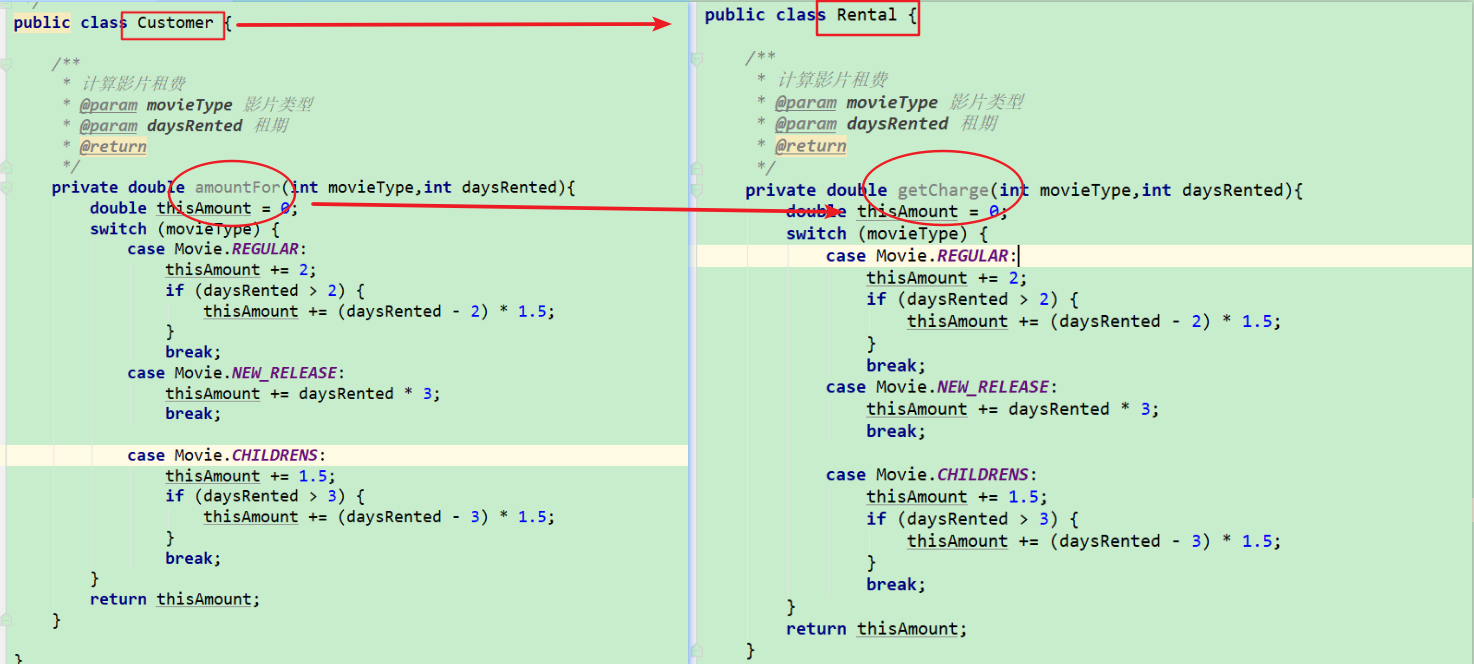 */
public class Customer {
/**
* 计算影片租费
* @param movieType 影片类型
* @param daysRented 租期
* @return
*/
private double amountFor(int movieType,int daysRented){
double thisAmount = 0;
switch (movieType) {
case Movie.REGULAR:
thisAmount += 2;
if (daysRented > 2) {
thisAmount += (daysRented - 2) * 1.5;
}
break;
case Movie.NEW_RELEASE:
thisAmount += daysRented * 3;
break;
case Movie.CHILDRENS:
thisAmount += 1.5;
if (daysRented > 3) {
thisAmount += (daysRented - 3) * 1.5;
}
break;
}
return thisAmount;
}
}
public class Rental {
/**
* 计算影片租费
* @param movieType 影片类型
* @param daysRented 租期
* @return
*/
private double getCharge(int movieType,int daysRented){
double thisAmount = 0;
switch (movieType) {
case Movie.REGULAR:
thisAmount += 2;
if (daysRented > 2) {
thisAmount += (daysRented - 2) * 1.5;
}
break;
case Movie.NEW_RELEASE:
thisAmount += daysRented * 3;
break;
case Movie.CHILDRENS:
thisAmount += 1.5;
if (daysRented > 3) {
thisAmount += (daysRented - 3) * 1.5;
}
break;
}
return thisAmount;
}